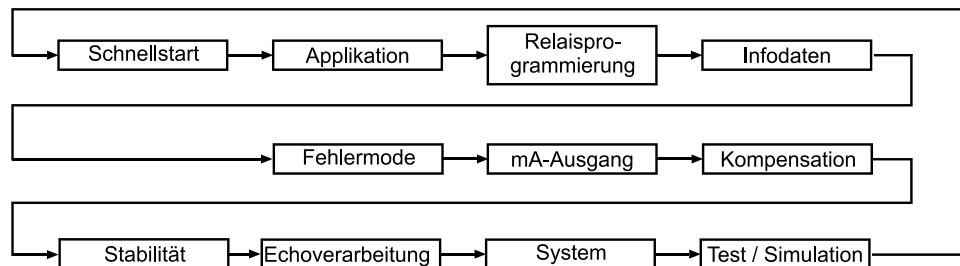 Schnellstart
Applikation
Relaispro-
grammierung
Infodaten
Fehlermode
mA-Ausgang
Kompensation
Stabilität
Echoverarbeitung
System
Test / Simulation